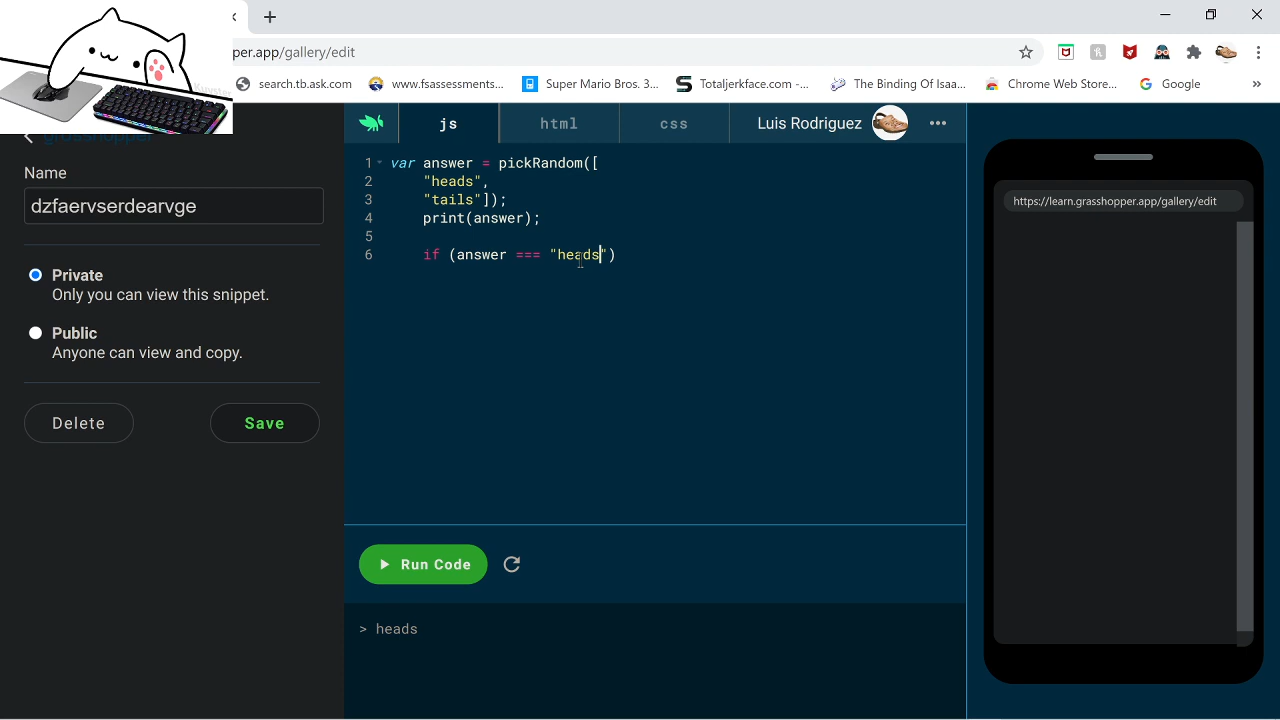 per.app/gallery/edit
search.tb.ask.com
www.fsassessments...
Super Mario Bros. 3...
Totaljerkface.com -...
The Binding Of Isaa...
Chrome Web Store...
Google
»
grasshopper
Name
dzfaervserdearvge
Private
Only you can view this snippet.
Public
Anyone can view and copy.
Delete
Save
js
html
css
Luis Rodriguez
1 var answer = pickRandom([
2 "heads",
3 "tails"]);
4 print(answer);
5
6 if (answer === "heads")
Run Code
> heads
https://learn.grasshopper.app/gallery/edit